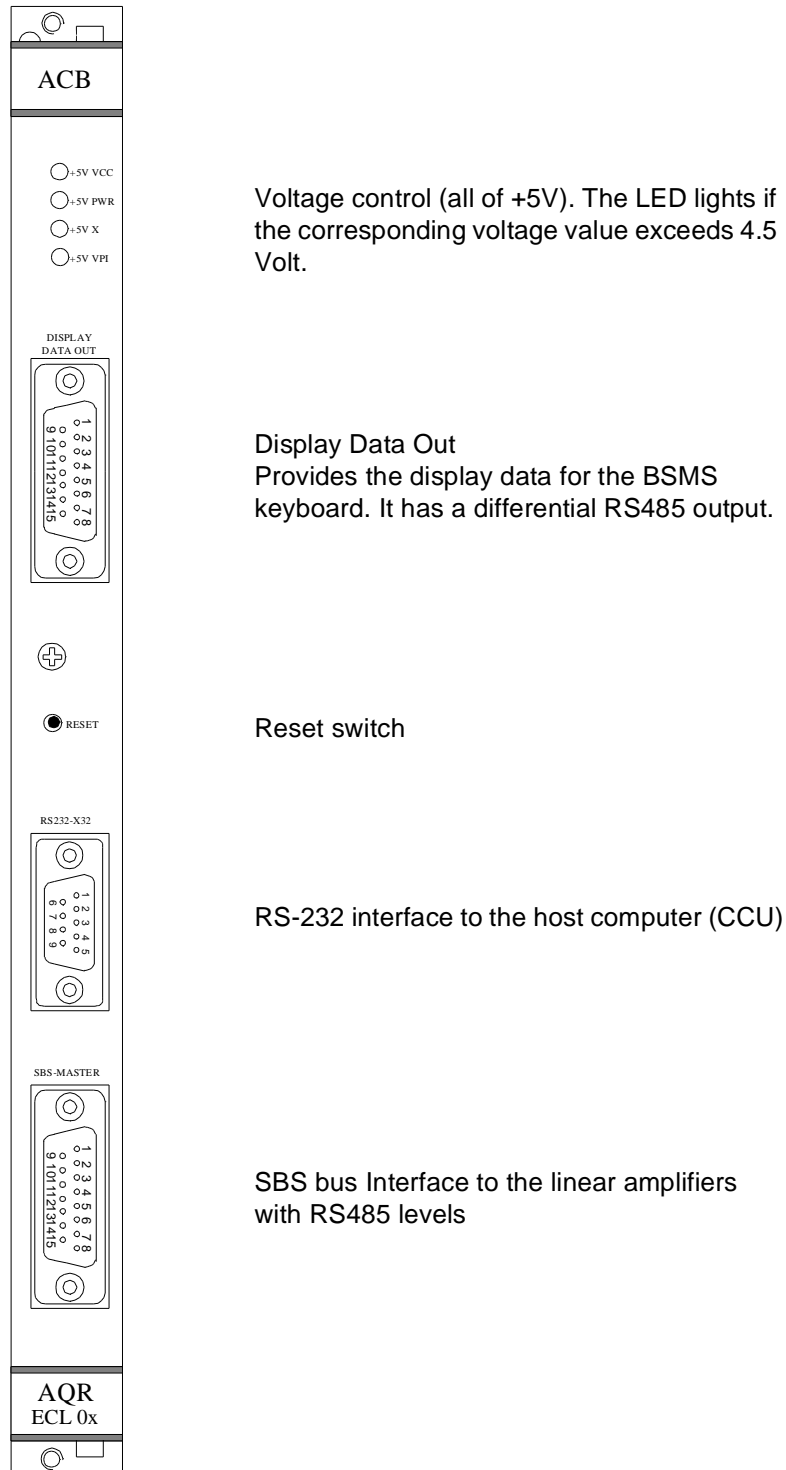 ACB
+5V VCC
+5V PWR
+5V X
+5V VPI
Voltage control (all of +5V). The LED lights if
the corresponding voltage value exceeds 4.5
Volt.
DISPLAY
DATA OUT
1 2 3 4 5 6 7 8
9 10 11 12 13 14 15
Display Data Out
Provides the display data for the BSMS
keyboard. It has a differential RS485 output.
RESET
Reset switch
RS232-X32
1 2 3 4 5
6 7 8 9
RS-232 interface to the host computer (CCU)
SBS-MASTER
1 2 3 4 5 6 7 8
9 10 11 12 13 14 15
SBS bus Interface to the linear amplifiers
with RS485 levels
AQR
ECL 0x